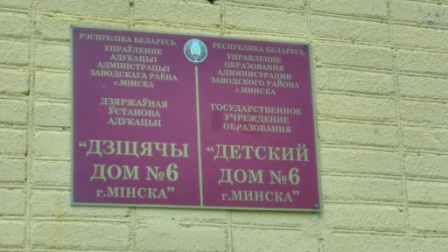 РЭСПУБЛІКА БЕЛАРУСЬ
УПРАЎЛЕННЕ
АДУКАЦЫІ
АДМІНІСТРАЦЫІ
ЗАВОДСКАГА РАЁНА
г.МІНСКА
ДЗЯРЖАЎНАЯ
ЎСТАНОВА
АДУКАЦЫІ
“ДЗІЦЯЧЫ
ДОМ №6
г.МІНСКА”
РЕСПУБЛИКА БЕЛАРУСЬ
УПРАВЛЕНИЕ
ОБРАЗОВАНИЯ
АДМИНИСТРАЦИИ
ЗАВОДСКОГО РАЙОНА
г.МИНСКА
ГОСУДАРСТВЕННОЕ
УЧРЕЖДЕНИЕ
ОБРАЗОВАНИЯ
“ДЕТСКИЙ
ДОМ №6
г.МИНСКА”